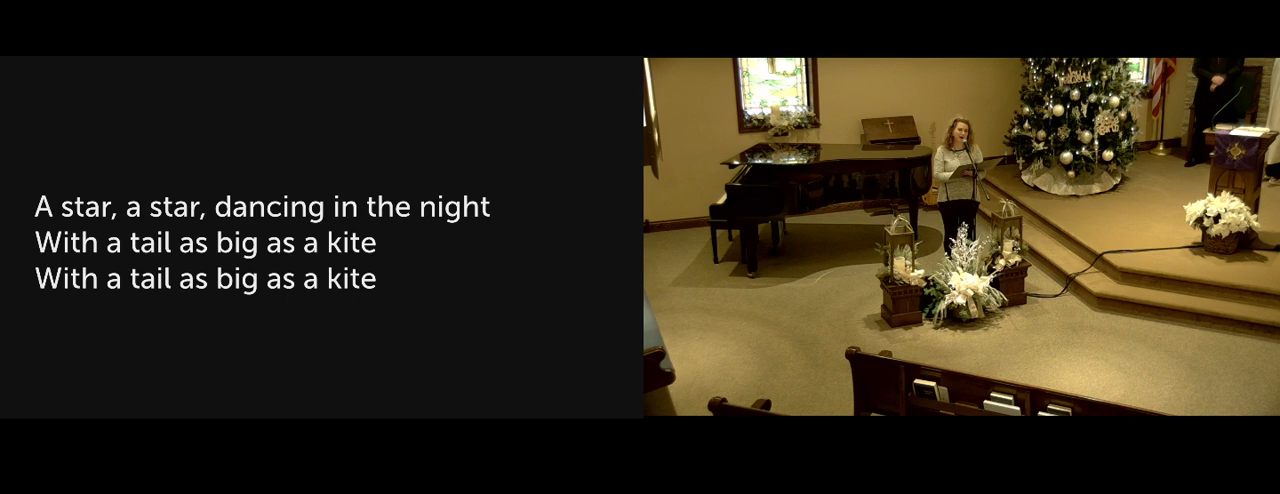 A star, a star, dancing in the night
With a tail as big as a kite
With a tail as big as a kite